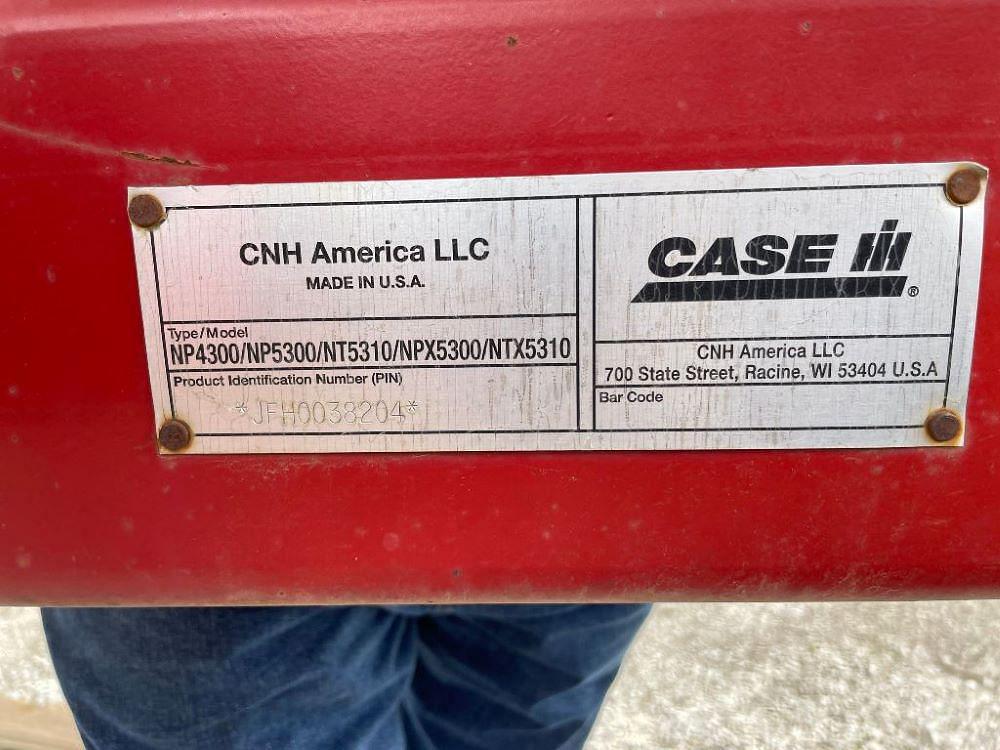 CNH America LLC
MADE IN U.S.A.
Type/Model
NP4300/NP5300/NT5310/NPX5300/NTX5310
Product Identification Number (PIN)
*JFH0038204*
CASE IH
®
CNH America LLC
700 State Street, Racine, WI 53404 U.S.A
Bar Code